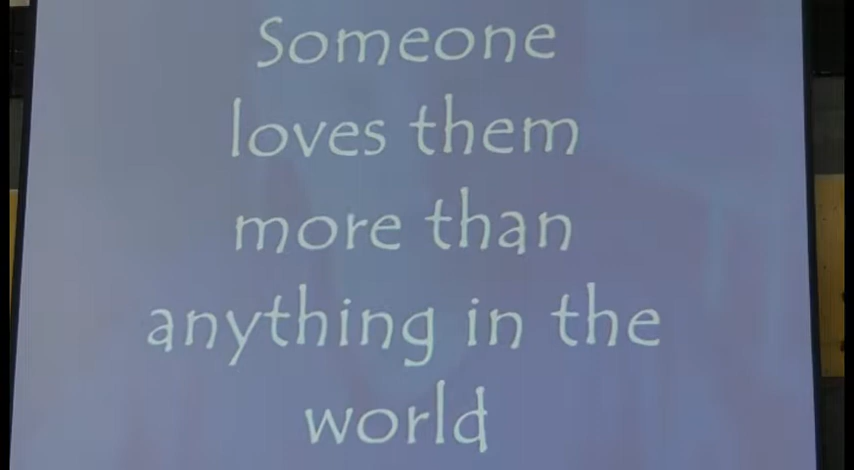 Someone
loves them
more than
anything in the
world